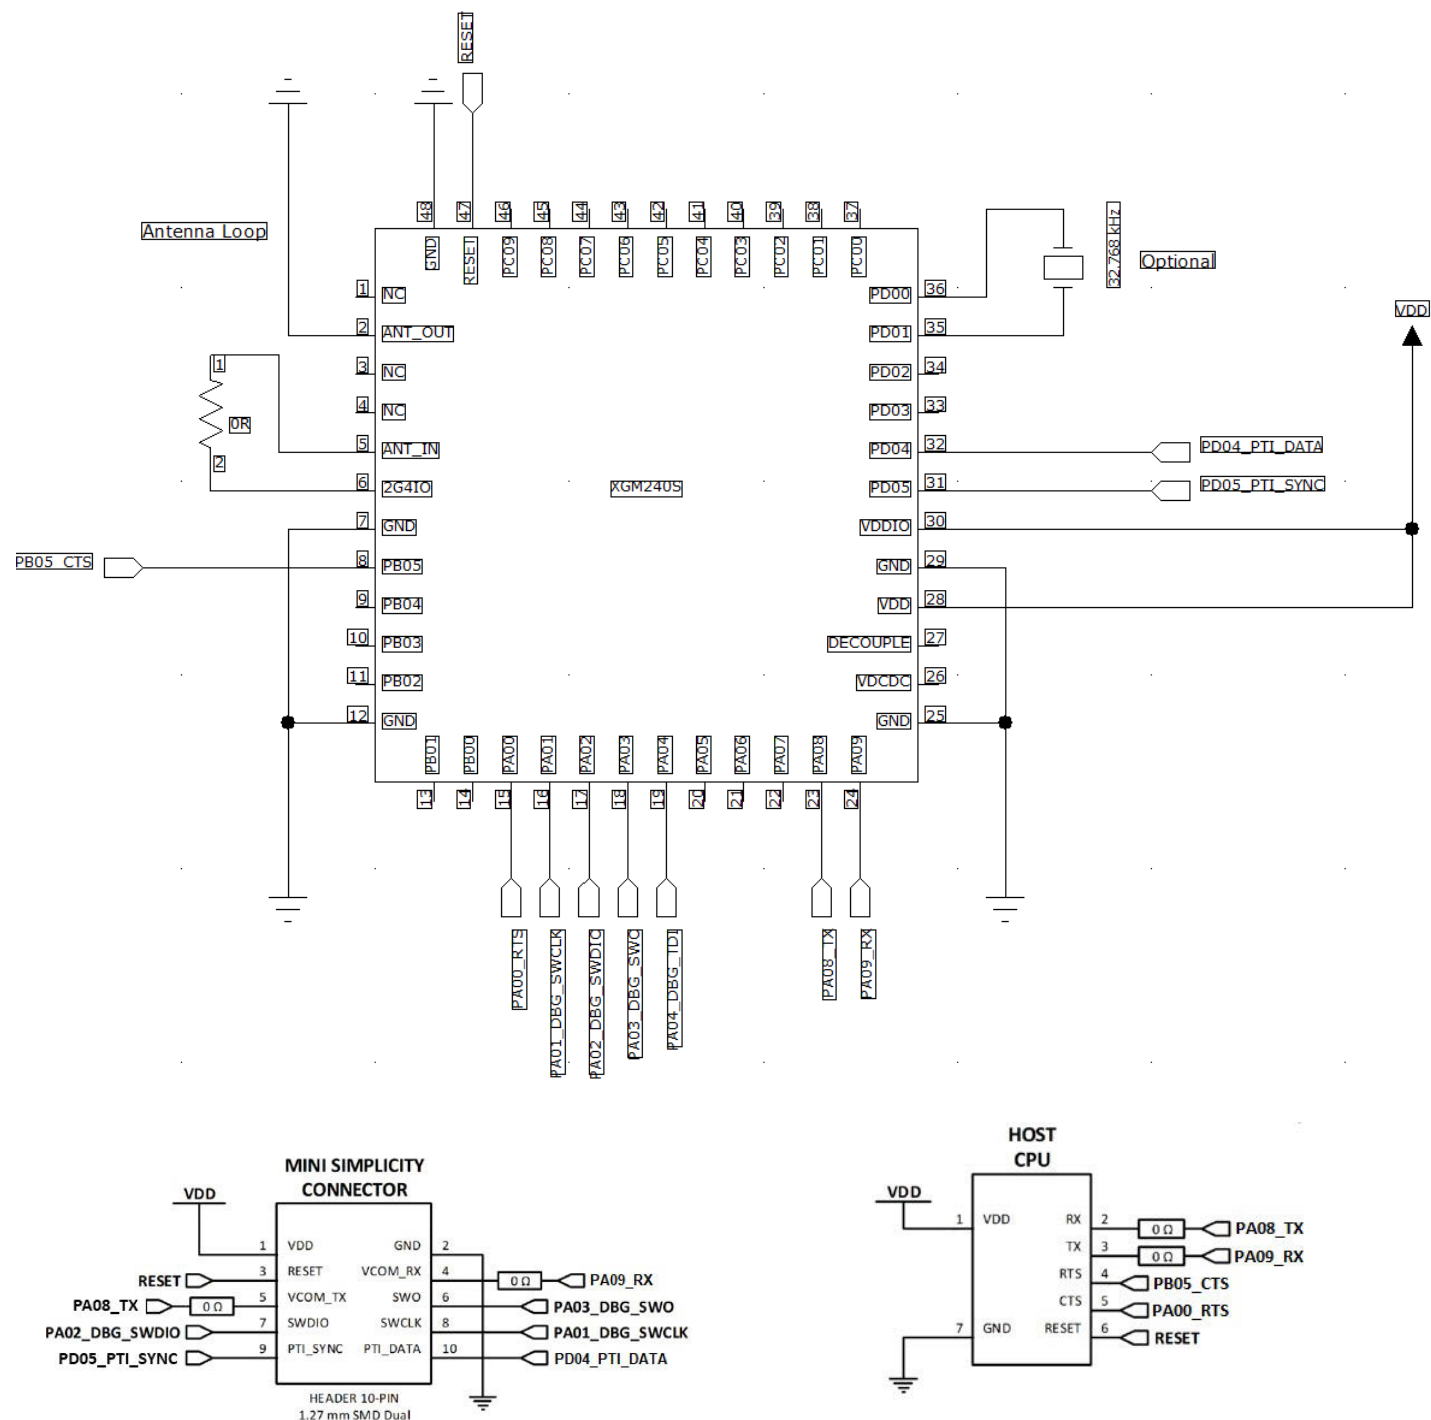 RESET
48
47
46
45
44
43
42
41
40
39
38
37
GND
RESET
PC09
PC08
PC07
PC06
PC05
PC04
PC03
PC02
PC01
PC00
Antenna Loop
32.768 kHz
Optional
VDD
1 NC
PD00 36
2 ANT_OUT
PD01 35
3 NC
PD02 34
4 NC
PD03 33
1
0R
2
5 ANT_IN
PD04 32
PD04_PTI_DATA
6 2G4IO
XGM240S
PD05 31
PD05_PTI_SYNC
7 GND
VDDIO 30
PB05_CTS
8 PB05
GND 29
9 PB04
VDD 28
10 PB03
DECOUPLE 27
11 PB02
VDCDC 26
12 GND
GND 25
PB01
PB00
PA00
PA01
PA02
PA03
PA04
PA05
PA06
PA07
PA08
PA09
13
14
15
16
17
18
19
20
21
22
23
24
PA00_RTS
PA01_DBG_SWCLK
PA02_DBG_SWDIO
PA03_DBG_SWO
PA04_DBG_TDI
PA08_TX
PA09_RX
MINI SIMPLICITY
CONNECTOR
VDD
1 VDD GND 2
RESET 3 RESET VCOM_RX 4 0 Ω PA09_RX
PA08_TX 0 Ω 5 VCOM_TX SWO 6 PA03_DBG_SWO
PA02_DBG_SWDIO 7 SWDIO SWCLK 8 PA01_DBG_SWCLK
PD05_PTI_SYNC 9 PTI_SYNC PTI_DATA 10 PD04_PTI_DATA
HEADER 10-PIN
1.27 mm SMD Dual
HOST
CPU
VDD
1 VDD RX 2 0 Ω PA08_TX
TX 3 0 Ω PA09_RX
RTS 4 PB05_CTS
CTS 5 PA00_RTS
7 GND RESET 6 RESET